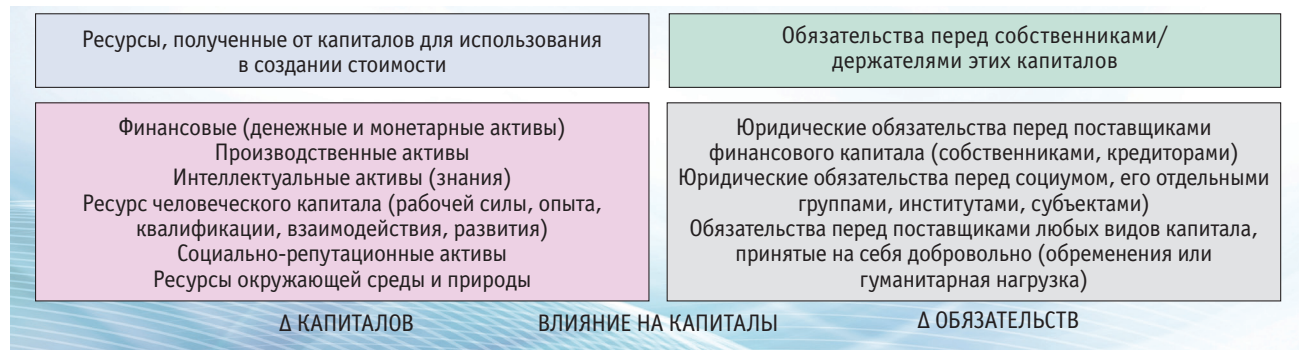 Ресурсы, полученные от капиталов для использования
в создании стоимости
Обязательства перед собственниками/
держателями этих капиталов
Финансовые (денежные и монетарные активы)
Производственные активы
Интеллектуальные активы (знания)
Ресурс человеческого капитала (рабочей силы, опыта,
квалификации, взаимодействия, развития)
Социально-репутационные активы
Ресурсы окружающей среды и природы
Юридические обязательства перед поставщиками
финансового капитала (собственниками, кредиторами)
Юридические обязательства перед социумом, его отдельными
группами, институтами, субъектами)
Обязательства перед поставщиками любых видов капитала,
принятые на себя добровольно (обременения или
гуманитарная нагрузка)
Δ КАПИТАЛОВ ВЛИЯНИЕ НА КАПИТАЛЫ Δ ОБЯЗАТЕЛЬСТВ